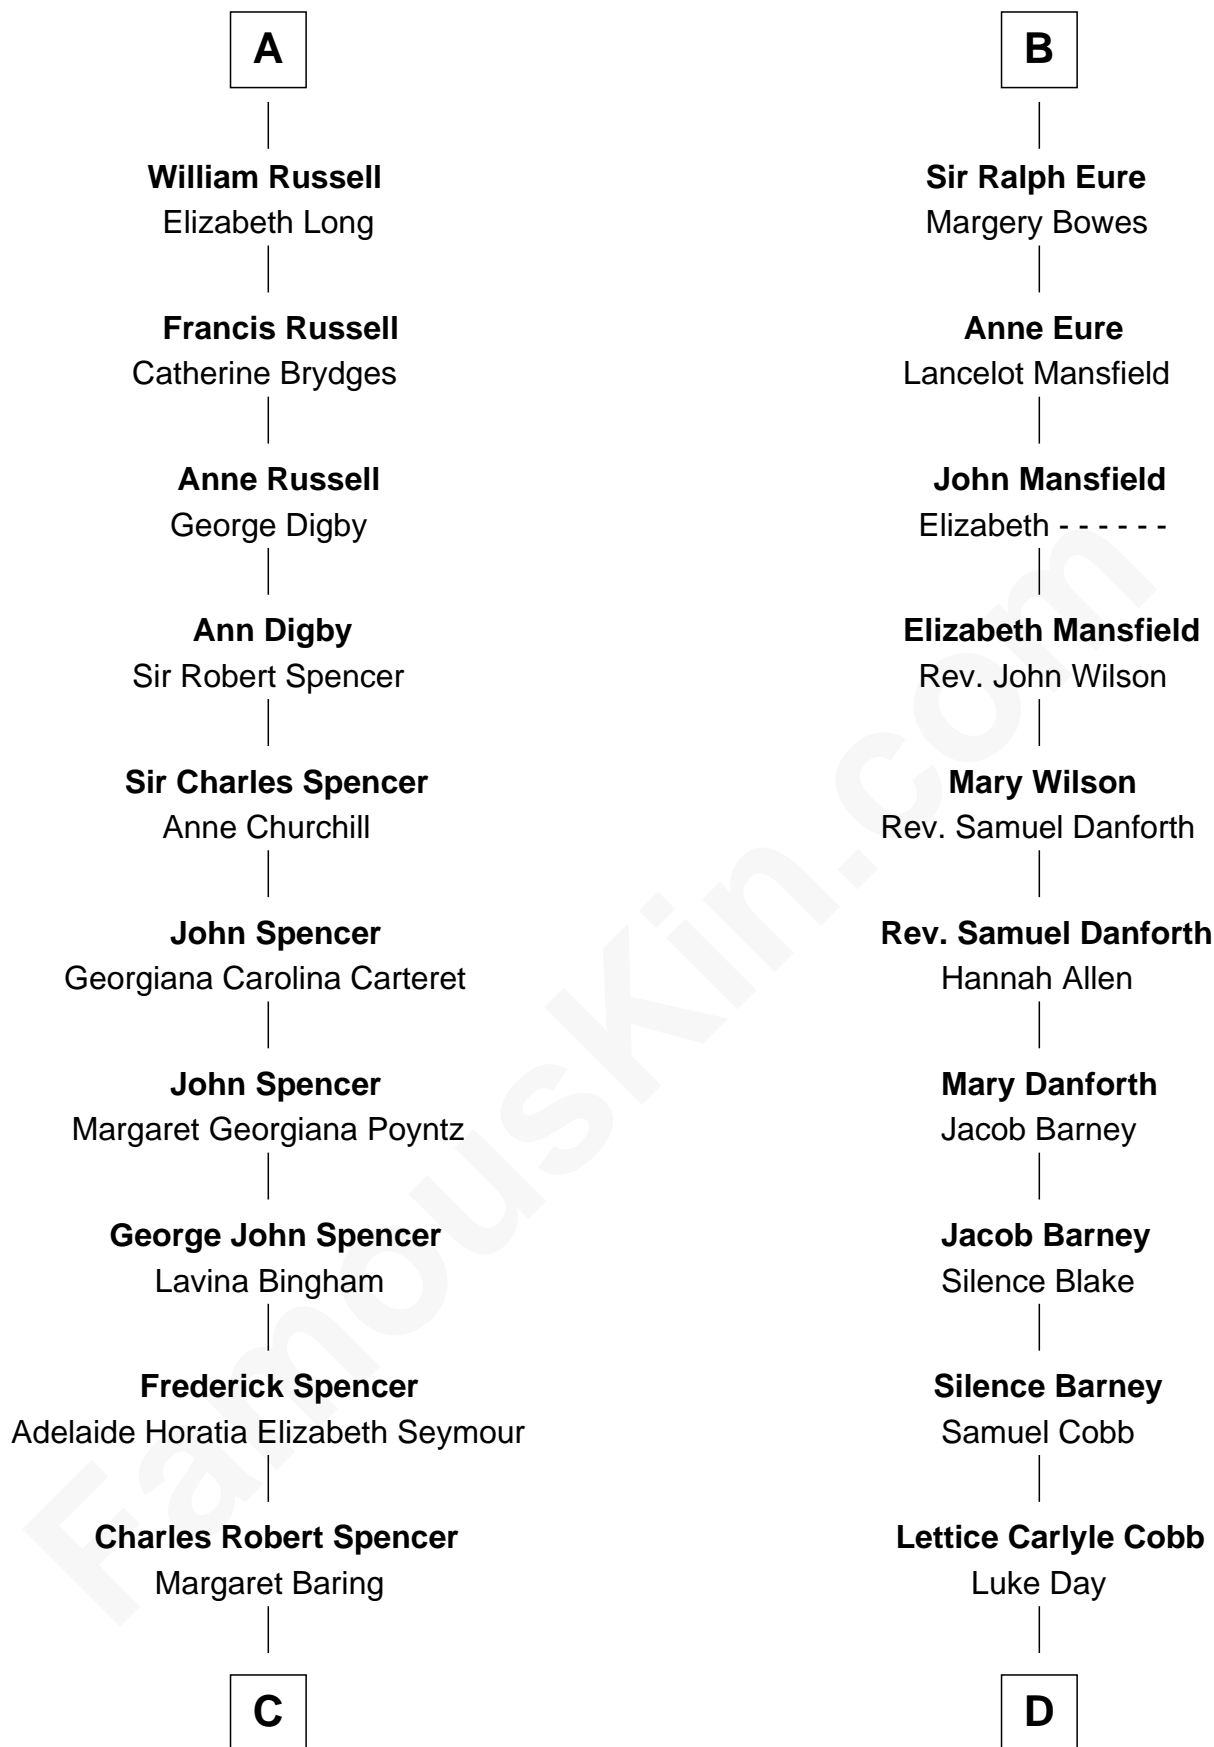 A
William Russell
Elizabeth Long
Francis Russell
Catherine Brydges
Anne Russell
George Digby
Ann Digby
Sir Robert Spencer
Sir Charles Spencer
Anne Churchill
John Spencer
Georgiana Carolina Carteret
John Spencer
Margaret Georgiana Poyntz
George John Spencer
Lavina Bingham
Frederick Spencer
Adelaide Horatia Elizabeth Seymour
Charles Robert Spencer
Margaret Baring
C
B
Sir Ralph Eure
Margery Bowes
Anne Eure
Lancelot Mansfield
John Mansfield
Elizabeth - - - - - -
Elizabeth Mansfield
Rev. John Wilson
Mary Wilson
Rev. Samuel Danforth
Rev. Samuel Danforth
Hannah Allen
Mary Danforth
Jacob Barney
Jacob Barney
Silence Blake
Silence Barney
Samuel Cobb
Lettice Carlyle Cobb
Luke Day
D
FamousKin.com